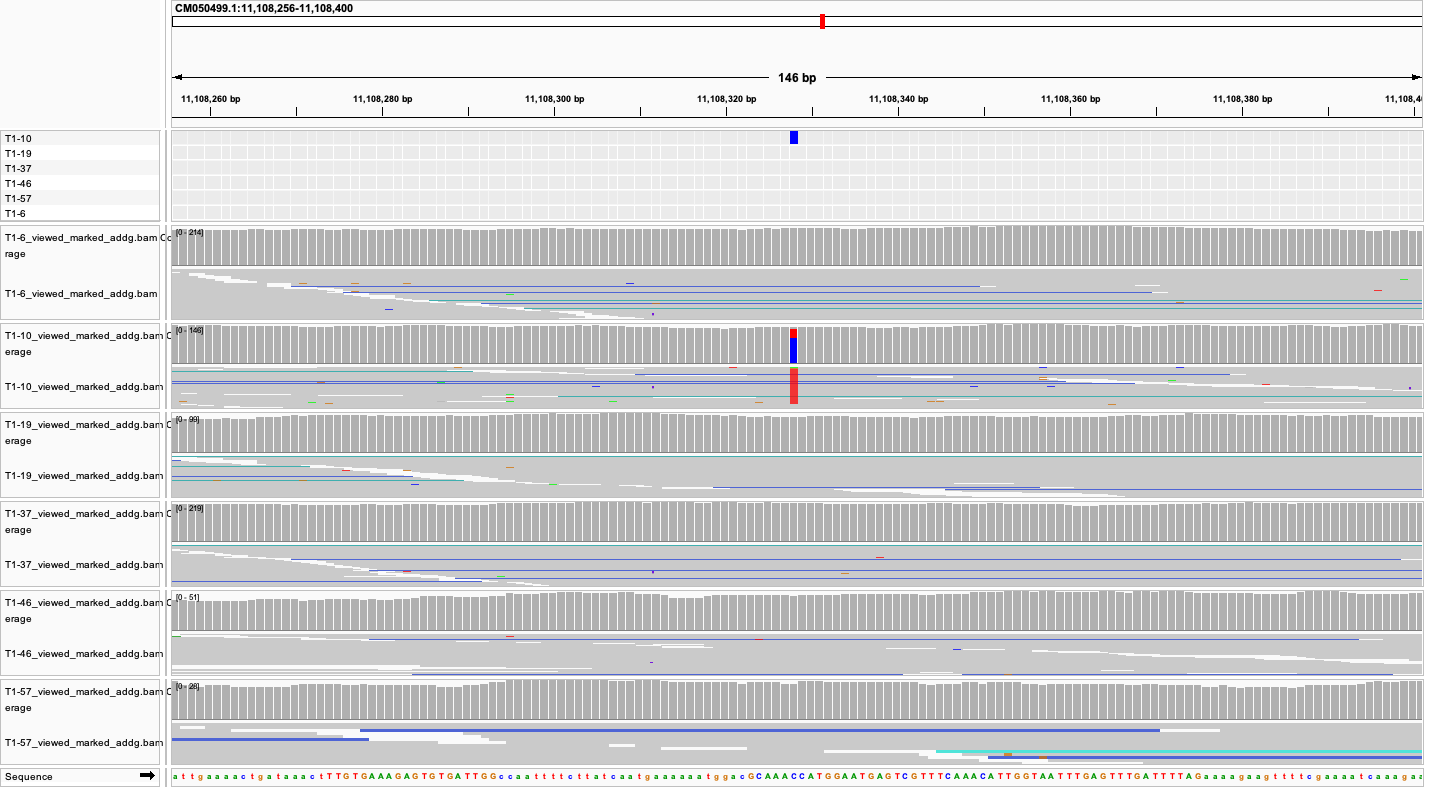 CM050499.1:11,108,256-11,108,400
146 bp
11,108,260 bp 11,108,280 bp 11,108,300 bp 11,108,320 bp 11,108,340 bp 11,108,360 bp 11,108,380 bp 11,108,4
T1-10
T1-19
T1-37
T1-46
T1-57
T1-6
T1-6_viewed_marked_addg.bam Co
rage
[0 - 214]
T1-6_viewed_marked_addg.bam
T1-10_viewed_marked_addg.bam C
erage
[0 - 146]
T1-10_viewed_marked_addg.bam
T1-19_viewed_marked_addg.bam C
erage
[0 - 99]
T1-19_viewed_marked_addg.bam
T1-37_viewed_marked_addg.bam C
erage
[0 - 219]
T1-37_viewed_marked_addg.bam
T1-46_viewed_marked_addg.bam C
erage
[0 - 51]
T1-46_viewed_marked_addg.bam
T1-57_viewed_marked_addg.bam C
erage
[0 - 28]
T1-57_viewed_marked_addg.bam
Sequence a t t g a a a a c t g a t a a a c t T T G T G A A A G A G T G T G A T T G G c c a a t t t t c t t a t c a a t g a a a a a a t g g a c G C A A A C C A T G G A A T G A G T C G T T T C A A A C A T T G G T A A T T T G A G T T T G A T T T T A G a a a a g a a g t t t t c g a a a a t c a a a g a a